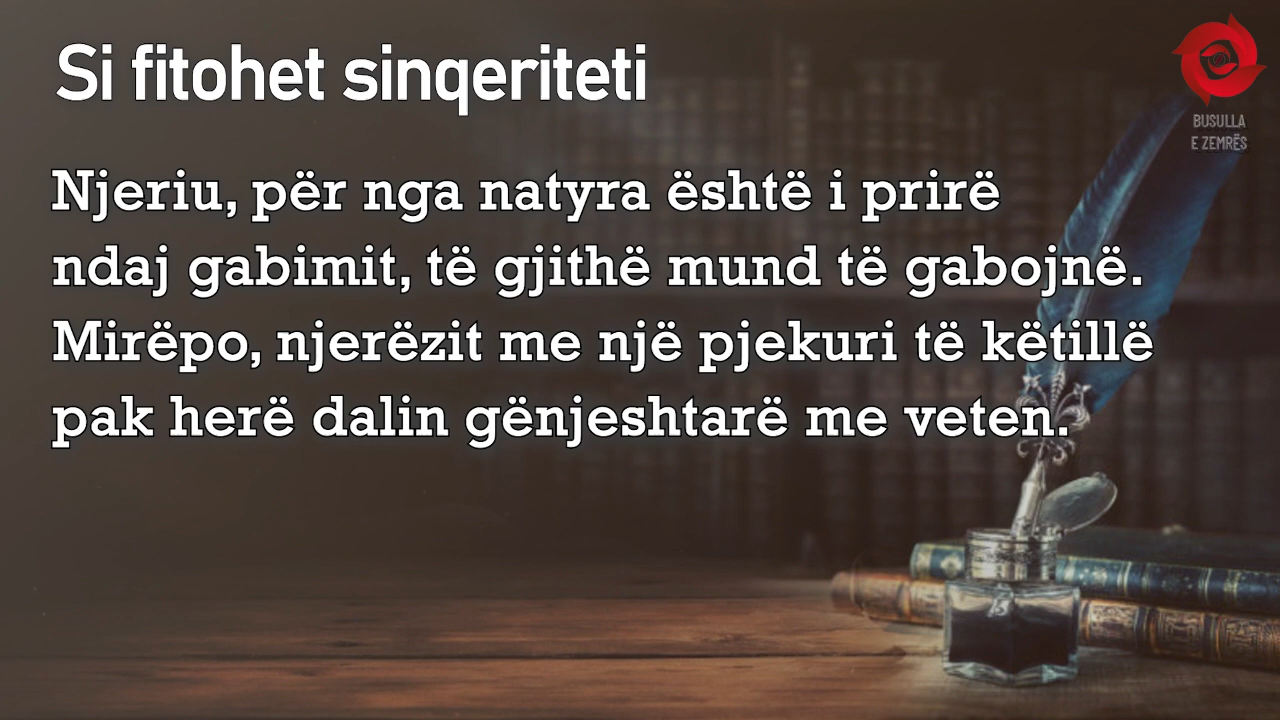 Si fitohet sinqeriteti
BUSULLA
E ZEMRËS
Njeriu, për nga natyra është i prirë
ndaj gabimit, të gjithë mund të gabojnë.
Mirëpo, njerëzit me një pjekuri të këtillë
pak herë dalin gënjeshtarë me veten.